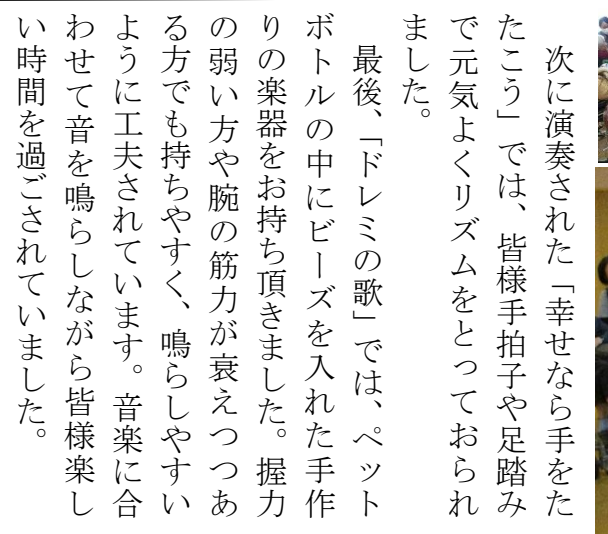 次に演奏された「幸せなら手をた
たこう」では、皆様手拍子や足踏み
で元気よくリズムをとっておられ
ました。
最後、「ドレミの歌」では、ペット
ボトルの中にビーズを入れた手作
りの楽器をお持ち頂きました。握力
の弱い方や腕の筋力が衰えつつあ
る方でも持ちやすく、鳴らしやすい
ように工夫されています。音楽に合
わせて音を鳴らしながら皆様楽し
い時間を過ごされていました。